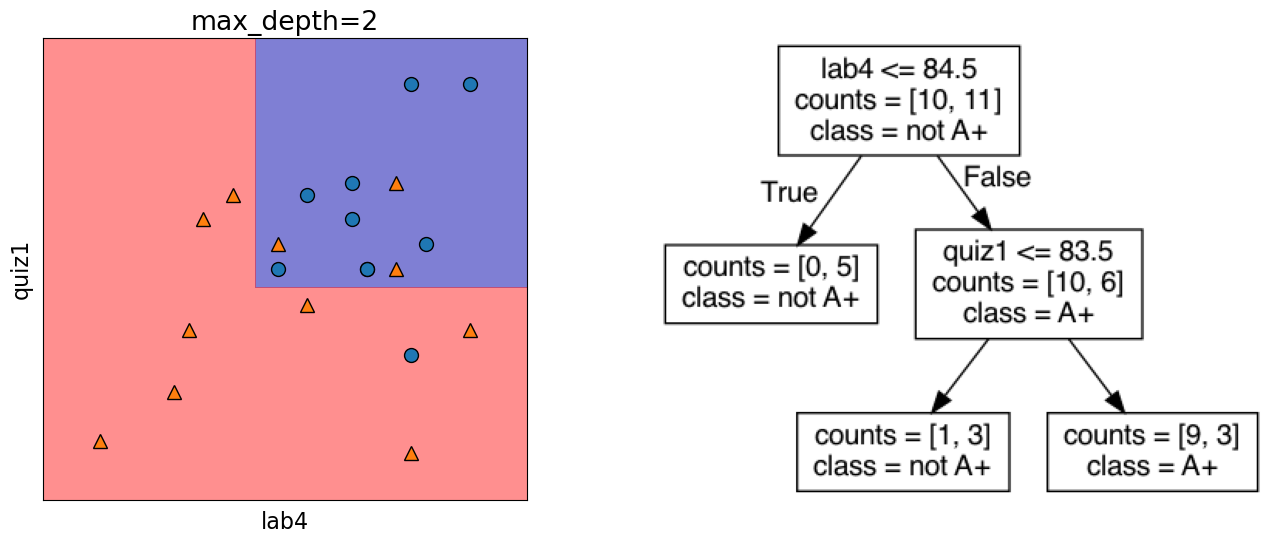 max_depth=2
quiz1
lab4
lab4 <= 84.5
counts = [10, 11]
class = not A+
True
False
counts = [0, 5]
class = not A+
quiz1 <= 83.5
counts = [10, 6]
class = A+
counts = [1, 3]
class = not A+
counts = [9, 3]
class = A+